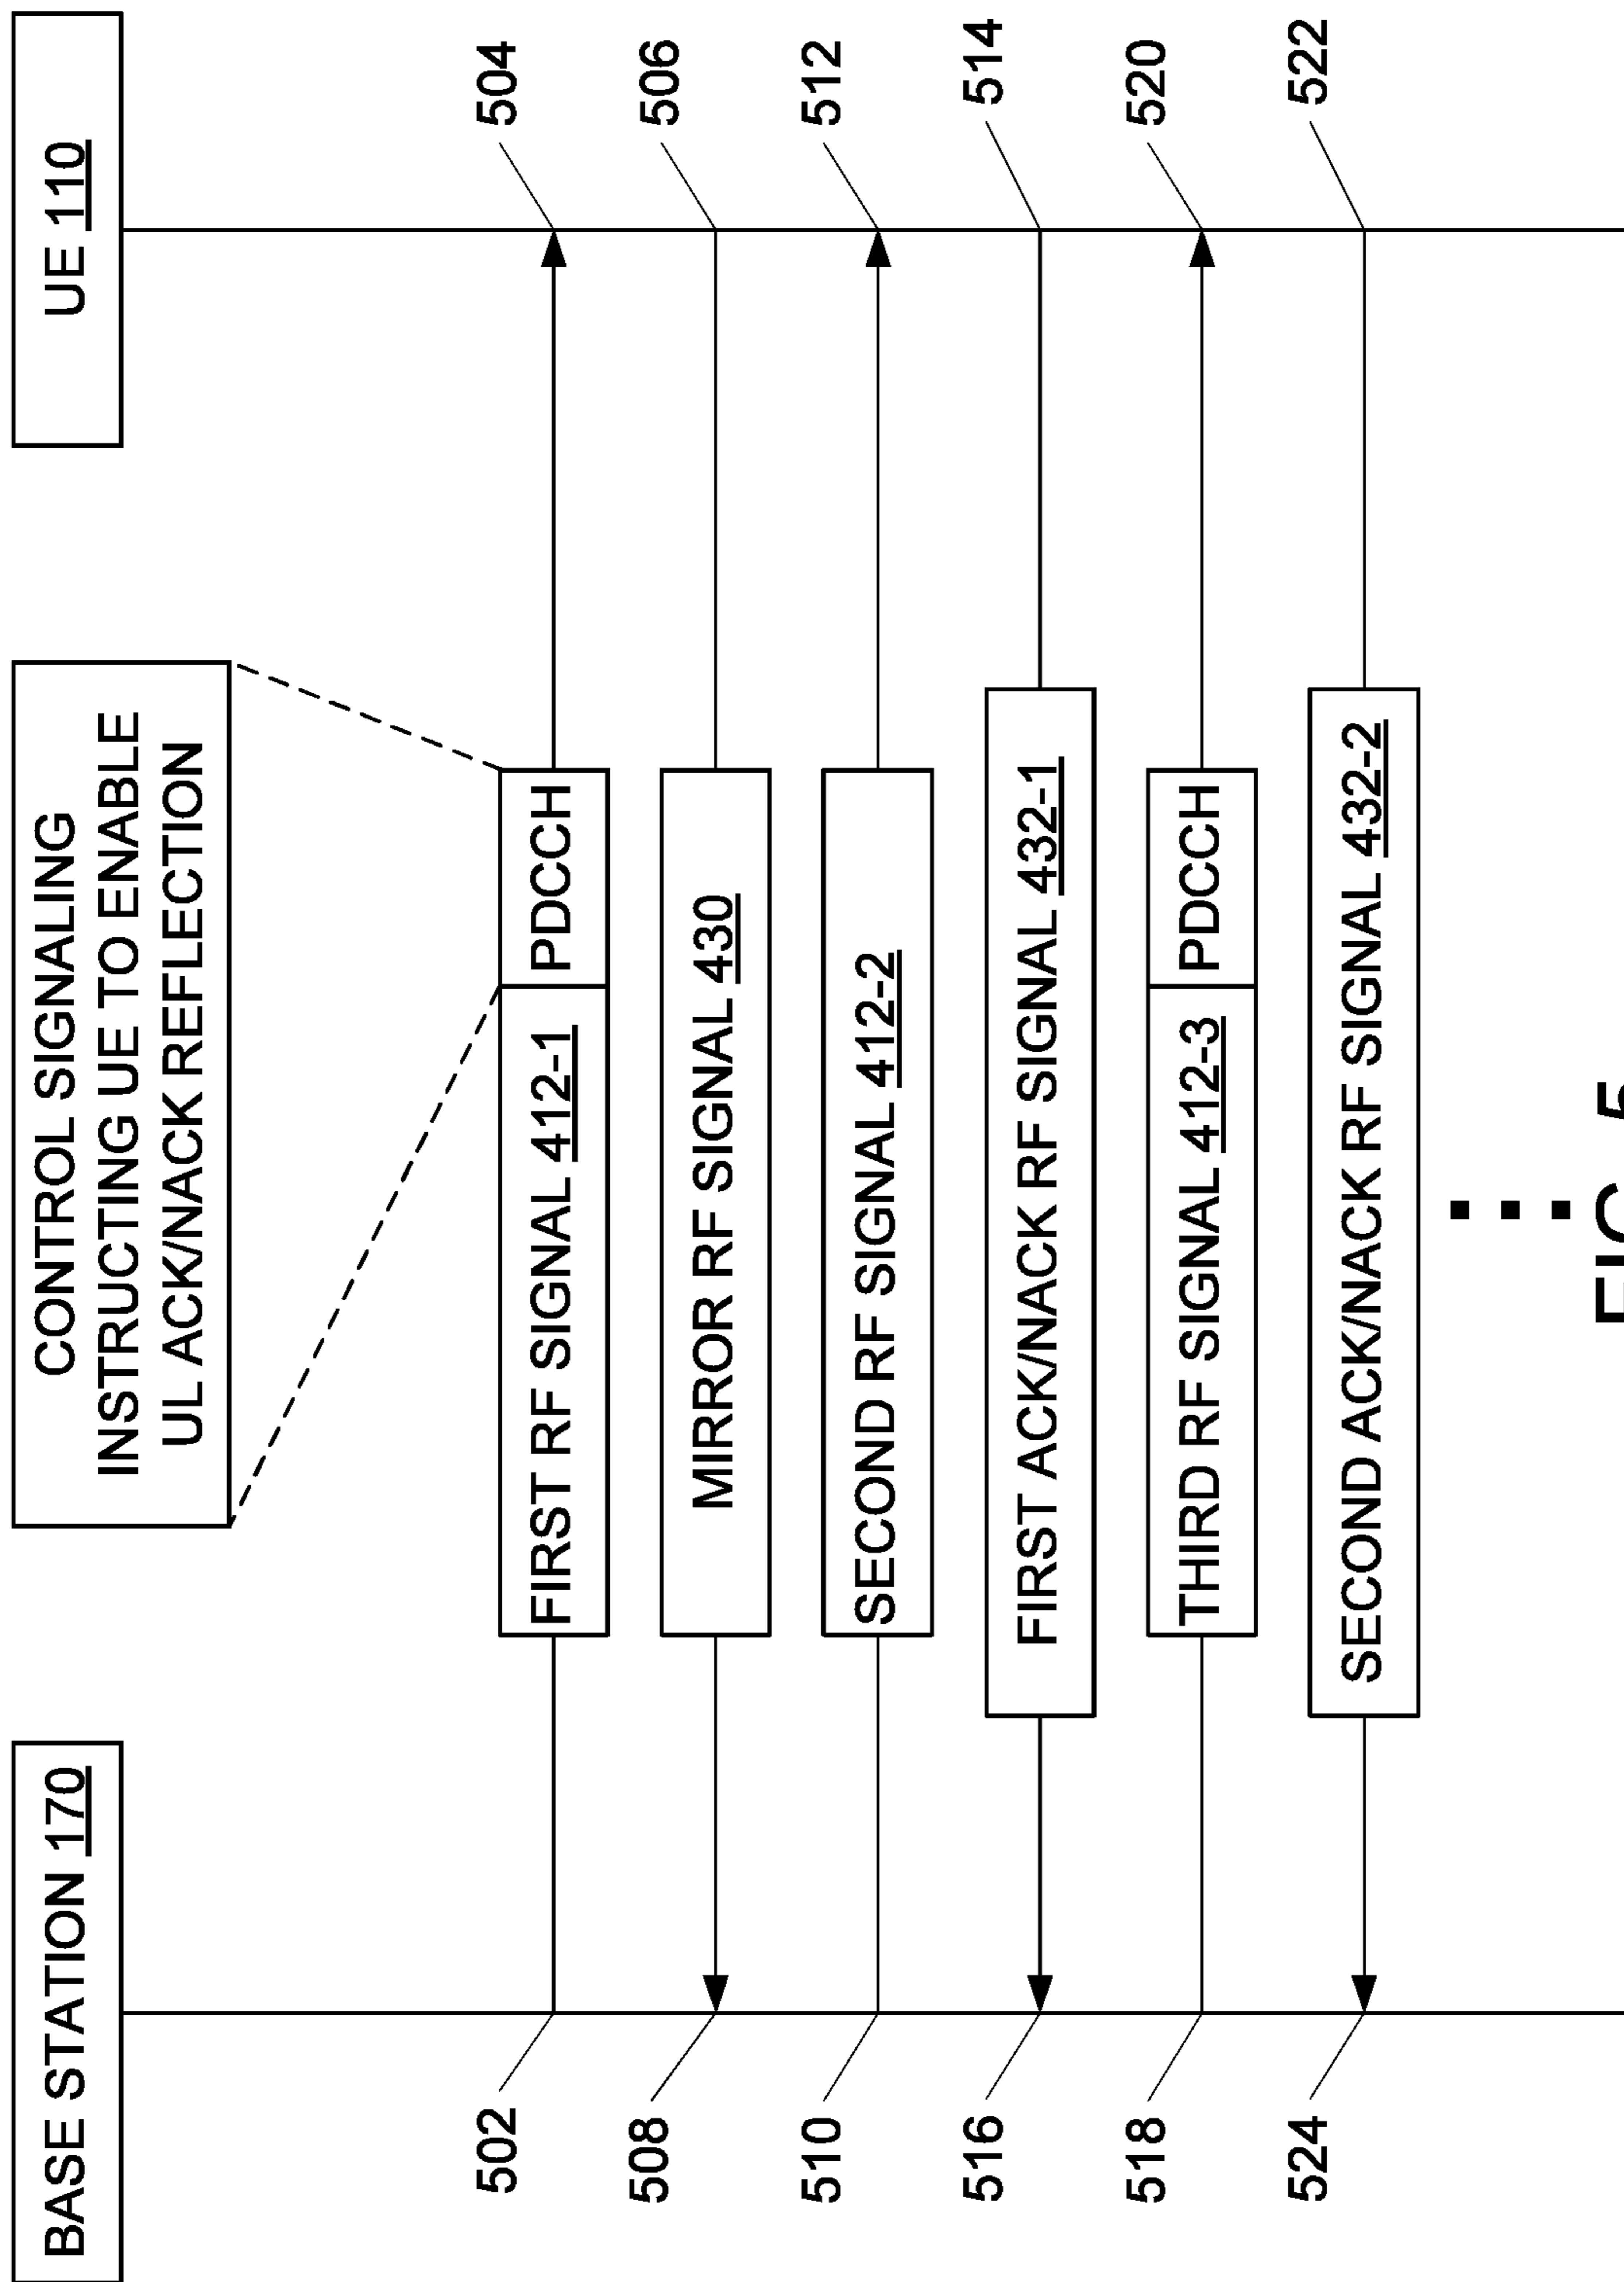 BASE STATION 170
UE 110
CONTROL SIGNALING
INSTRUCTING UE TO ENABLE
UL ACK/NACK REFLECTION
502
FIRST RF SIGNAL 412-1
PDCCH
504
508
MIRROR RF SIGNAL 430
506
510
SECOND RF SIGNAL 412-2
512
516
FIRST ACK/NACK RF SIGNAL 432-1
514
518
THIRD RF SIGNAL 412-3
PDCCH
520
524
SECOND ACK/NACK RF SIGNAL 432-2
522
FIG. 5